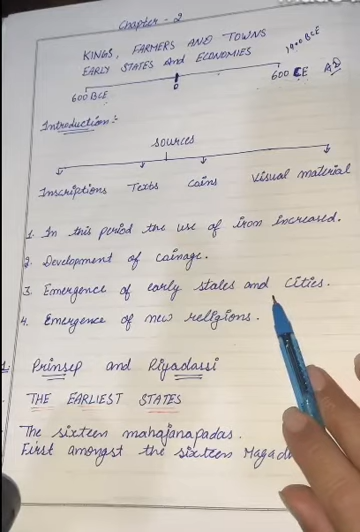 Chapter - 2
KINGS, FARMERS AND TOWNS
EARLY STATES and ECONOMIES
1900 BCE
600 BCE
0
600 CE AD
Introduction:-
Sources
Inscriptions Texts Coins Visual material
1. In this period the use of iron increased.
2. Development of coinage.
3. Emergence of early states and Cities.
4. Emergence of new religions.
1. Prinsep and Piyadassi
THE EARLIEST STATES
The sixteen mahajanapadas.
First amongst the sixteen